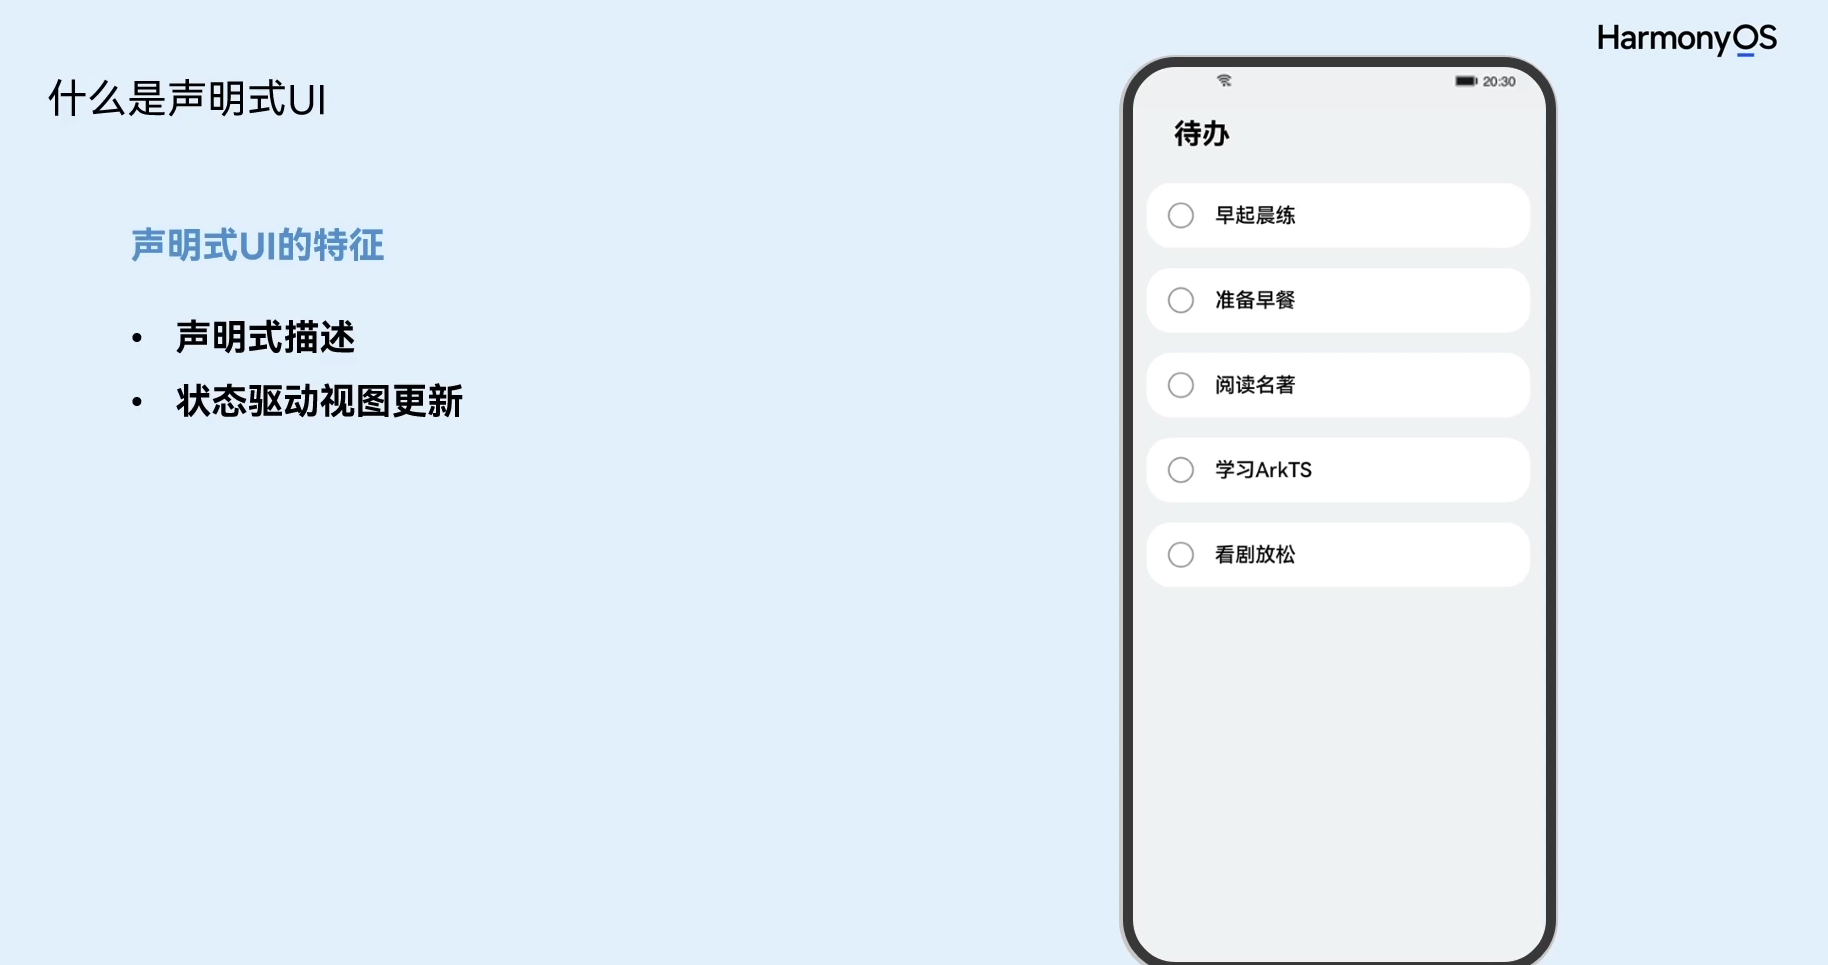 HarmonyOS
什么是声明式UI
声明式UI的特征
• 声明式描述
• 状态驱动视图更新
20:30
待办
早起晨练
准备早餐
阅读名著
学习ArkTS
看剧放松